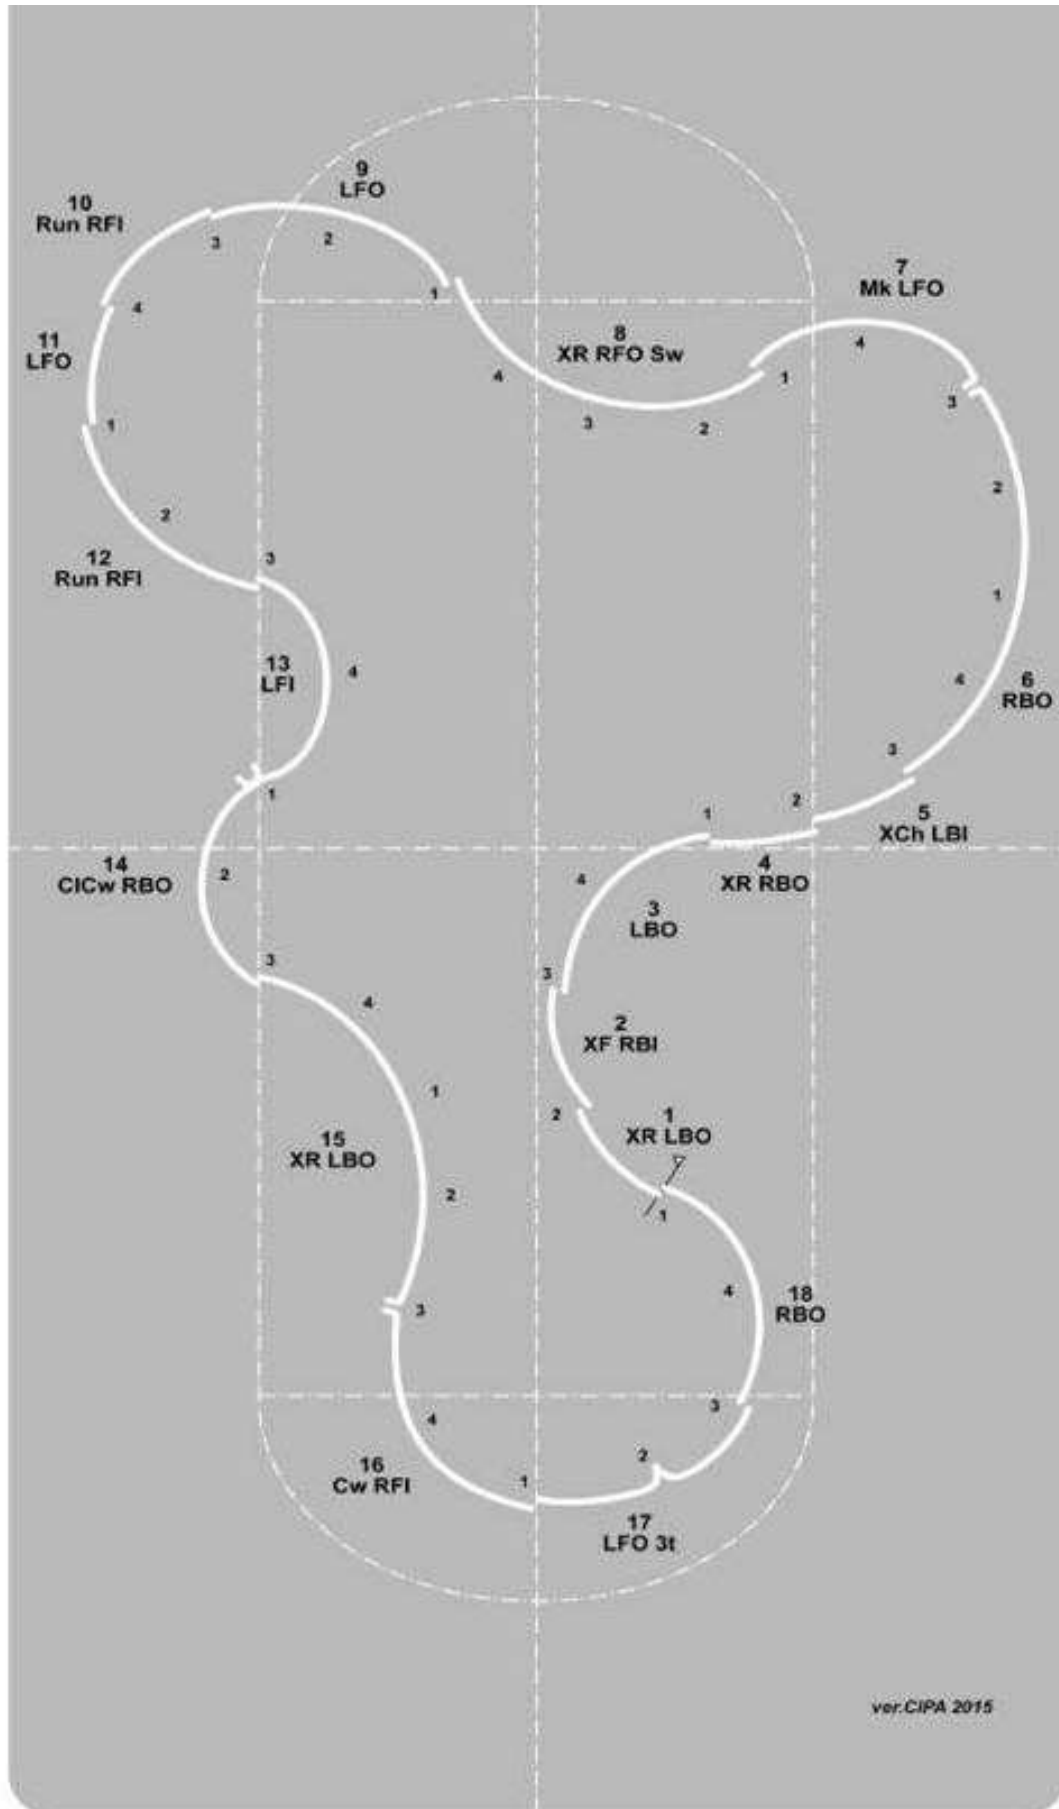 9
LFO
10
Run RFI
3
2
7
Mk LFO
1
4
8
XR RFO Sw
11
LFO
4
4
1
3
3
2
1
2
2
12
Run RFI
3
1
13
LFI
4
4
6
RBO
3
1
2
1
5
XCh LBI
14
ClCw RBO
2
4
4
XR RBO
3
LBO
3
3
4
2
XF RBI
1
2
1
XR LBO
15
XR LBO
2
1
4
18
RBO
3
3
4
2
16
Cw RFI
1
17
LFO 3t
ver.CIPA 2015